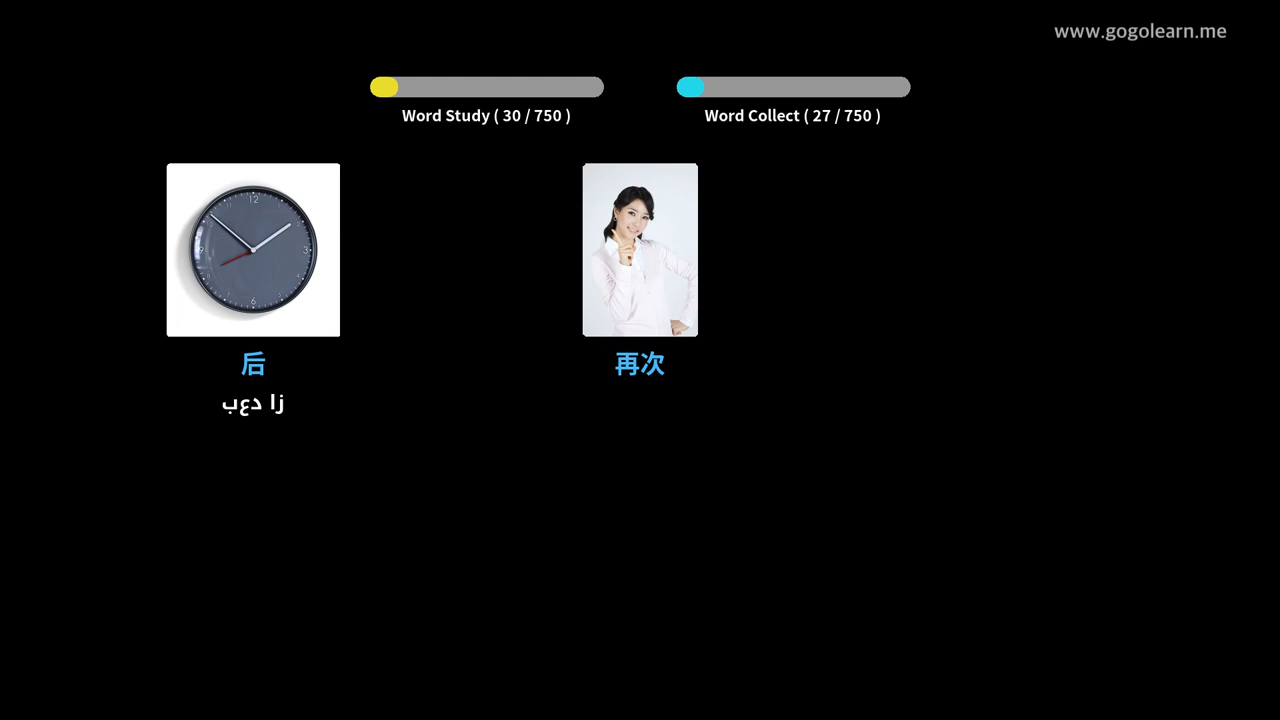 www.gogolearn.me
Word Study ( 30 / 750 )
Word Collect ( 27 / 750 )
后
زا دعب
再次